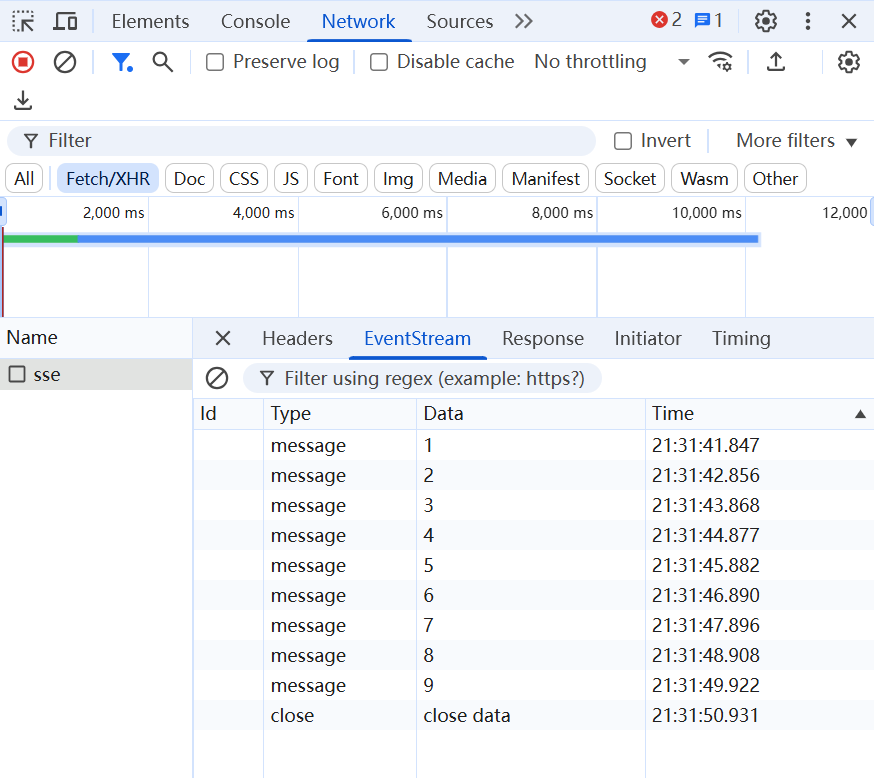 Elements Console Network Sources 2 1
Preserve log Disable cache No throttling
Filter Invert More filters
All Fetch/XHR Doc CSS JS Font Img Media Manifest Socket Wasm Other
2,000 ms 4,000 ms 6,000 ms 8,000 ms 10,000 ms 12,000
Name Headers EventStream Response Initiator Timing
sse Filter using regex (example: https?)
Id Type Data Time
message 1 21:31:41.847
message 2 21:31:42.856
message 3 21:31:43.868
message 4 21:31:44.877
message 5 21:31:45.882
message 6 21:31:46.890
message 7 21:31:47.896
message 8 21:31:48.908
message 9 21:31:49.922
close close data 21:31:50.931